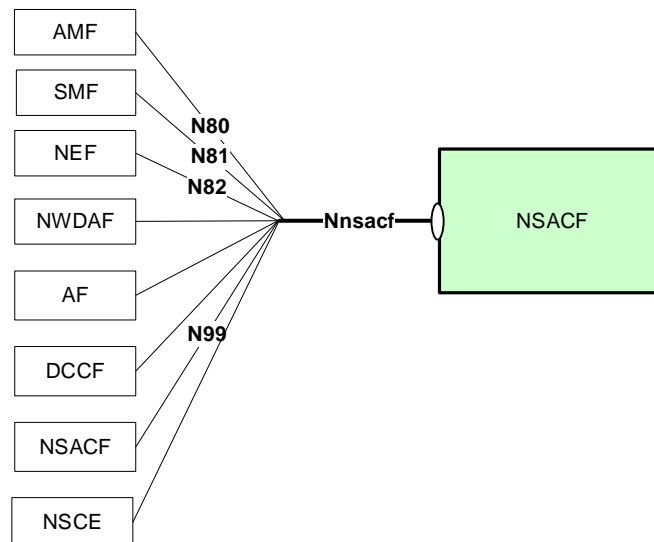 AMF
SMF
NEF
NWDAF
AF
DCCF
NSACF
NSCE
N80
N81
N82
N99
Nnsacf
NSACF